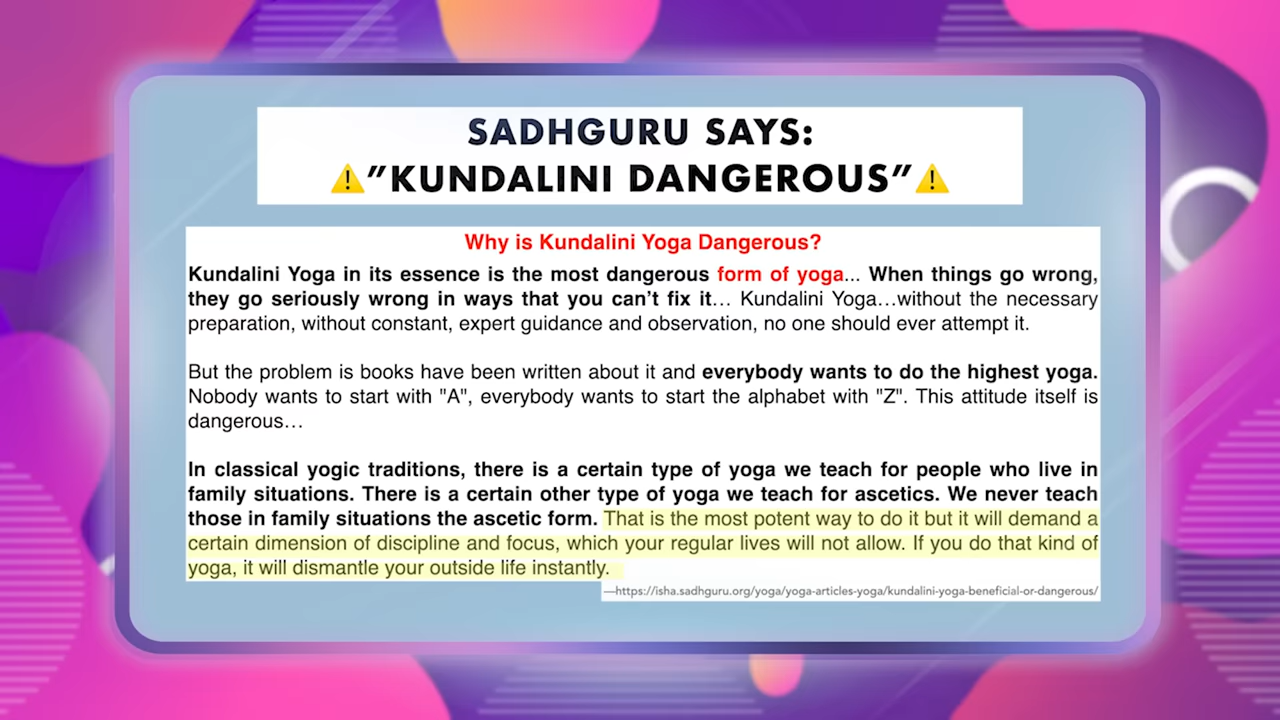 SADHGURU SAYS:
⚠️”KUNDALINI DANGEROUS”⚠️
Why is Kundalini Yoga Dangerous?
Kundalini Yoga in its essence is the most dangerous form of yoga... When things go wrong,
they go seriously wrong in ways that you can’t fix it… Kundalini Yoga…without the necessary
preparation, without constant, expert guidance and observation, no one should ever attempt it.
But the problem is books have been written about it and everybody wants to do the highest yoga.
Nobody wants to start with "A", everybody wants to start the alphabet with "Z". This attitude itself is
dangerous…
In classical yogic traditions, there is a certain type of yoga we teach for people who live in
family situations. There is a certain other type of yoga we teach for ascetics. We never teach
those in family situations the ascetic form. That is the most potent way to do it but it will demand a
certain dimension of discipline and focus, which your regular lives will not allow. If you do that kind of
yoga, it will dismantle your outside life instantly.
—https://isha.sadhguru.org/yoga/yoga-articles-yoga/kundalini-yoga-beneficial-or-dangerous/